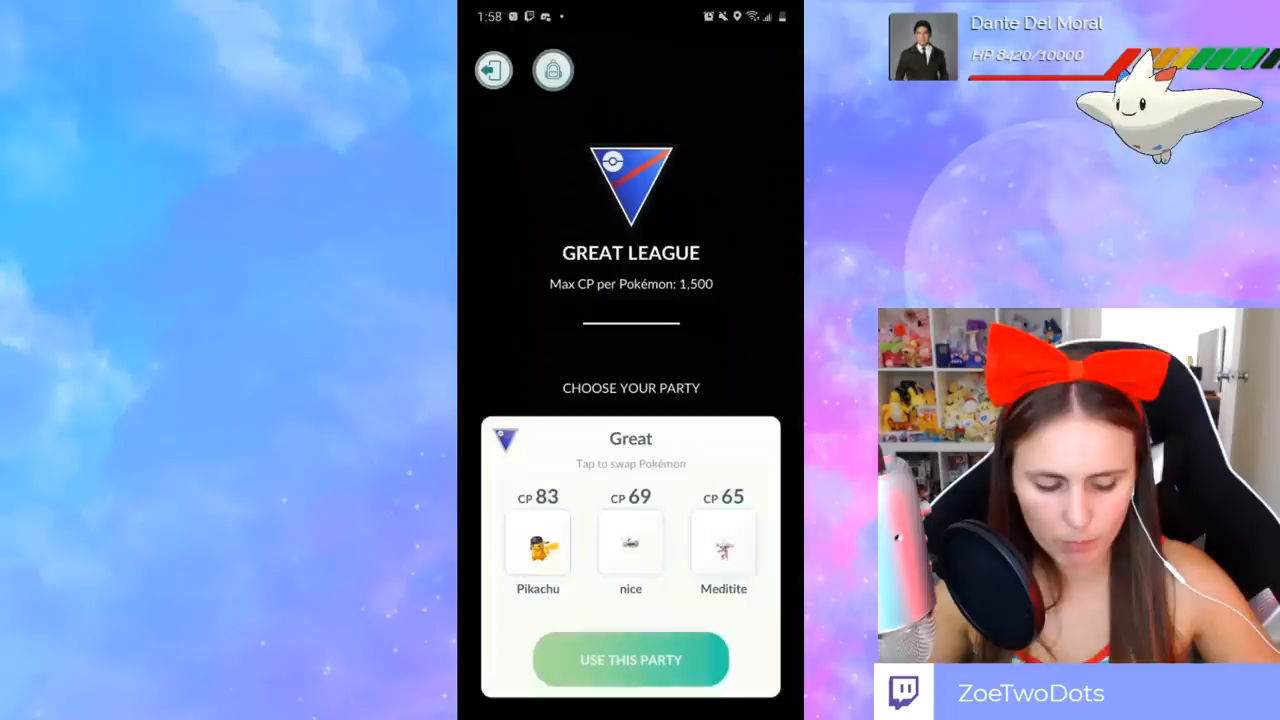 1:58
GREAT LEAGUE
Max CP per Pokémon: 1,500
CHOOSE YOUR PARTY
Great
Tap to swap Pokémon
CP 83
CP 69
CP 65
Pikachu
nice
Meditite
USE THIS PARTY
Dante Del Moral
HP 8420/10000
ZoeTwoDots